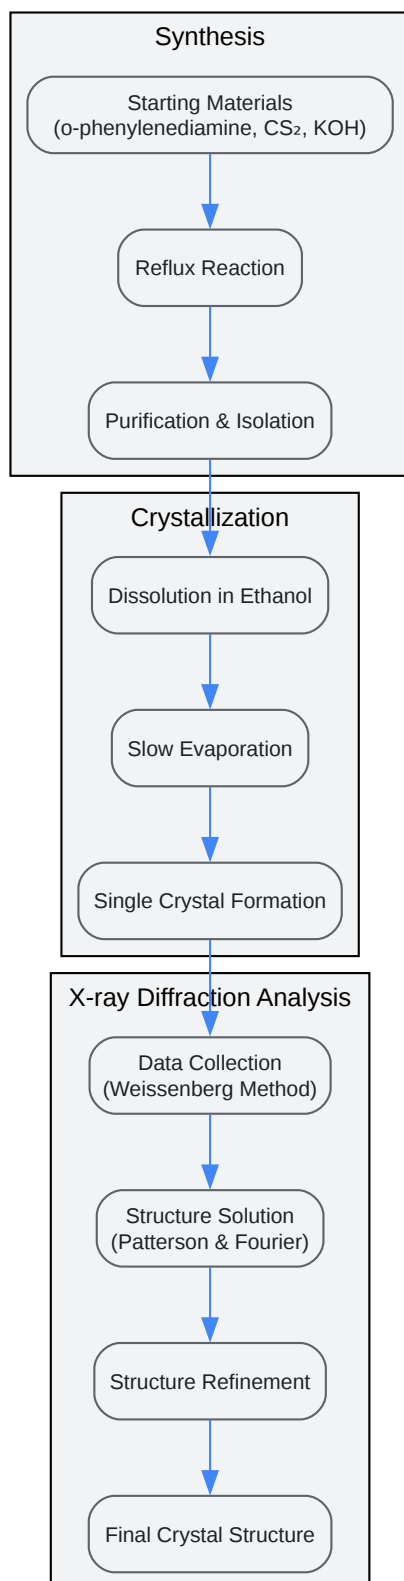 Synthesis
Starting Materials
(o-phenylenediamine, CS₂, KOH)
Reflux Reaction
Purification & Isolation
Crystallization
Dissolution in Ethanol
Slow Evaporation
Single Crystal Formation
X-ray Diffraction Analysis
Data Collection
(Weissenberg Method)
Structure Solution
(Patterson & Fourier)
Structure Refinement
Final Crystal Structure